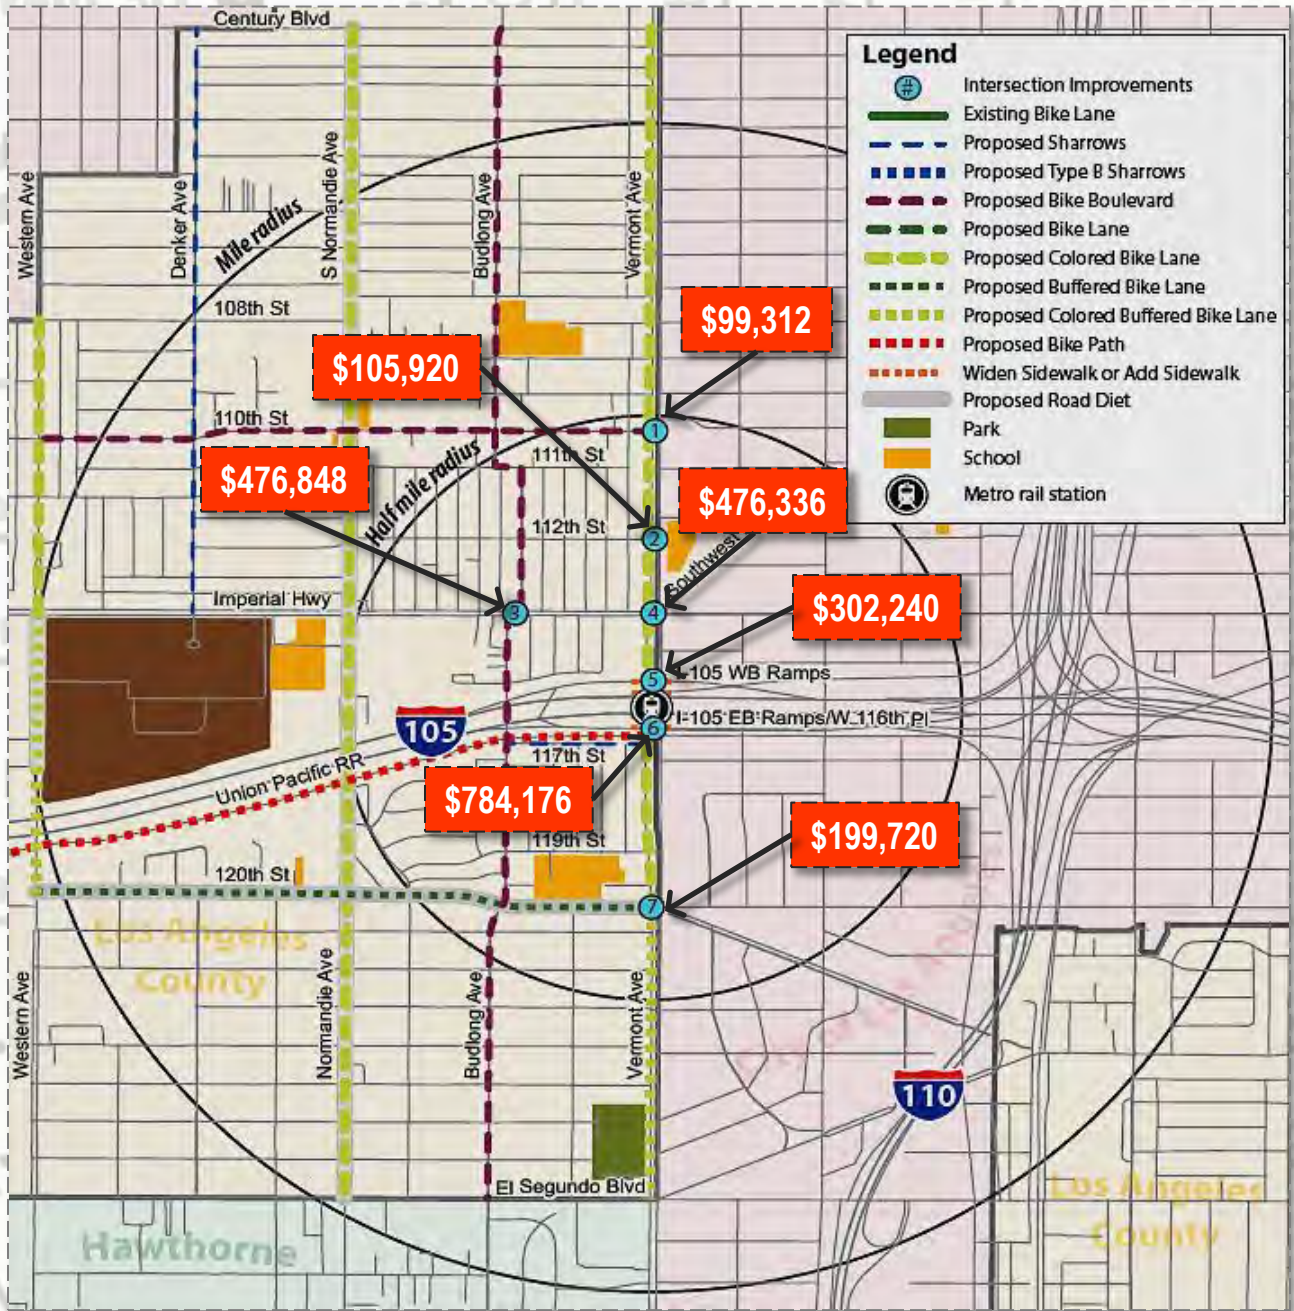 Century Blvd
Legend
#
Intersection Improvements
Existing Bike Lane
Proposed Sharrows
Proposed Type B Sharrows
Proposed Bike Boulevard
Proposed Bike Lane
Proposed Colored Bike Lane
Proposed Buffered Bike Lane
Proposed Colored Buffered Bike Lane
Proposed Bike Path
Widen Sidewalk or Add Sidewalk
Proposed Road Diet
Park
School
Metro rail station
Western Ave
Denker Ave
S Normandie Ave
Budlong Ave
Vermont Ave
Mile radius
108th St
$99,312
$105,920
110th St
1
111th St
Half mile radius
$476,848
$476,336
112th St
2
Southwest
Imperial Hwy
3
4
$302,240
5
I-105 WB Ramps
105
6
I-105 EB Ramps/W 116th Pl
117th St
Union Pacific RR
$784,176
$199,720
119th St
120th St
7
Los Angeles
County
Western Ave
Normandie Ave
Budlong Ave
Vermont Ave
110
El Segundo Blvd
Los Angeles
County
Hawthorne